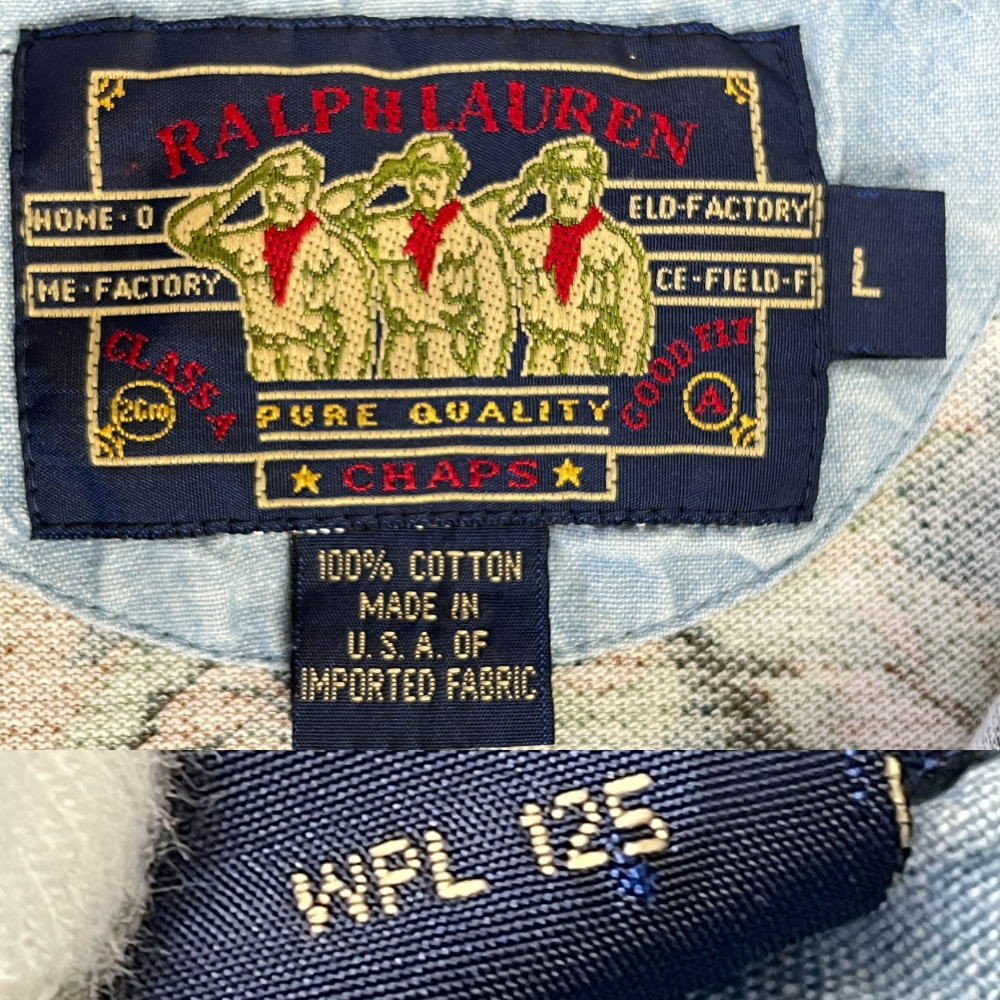 RALPH LAUREN
HOME·O
ELD-FACTORY
L
ME·FACTORY
CE-FIELD-F
CLASS A
GOOD FIT
A
PURE QUALITY
CHAPS
100% COTTON
MADE IN
U.S.A. OF
IMPORTED FABRIC
WPL 125